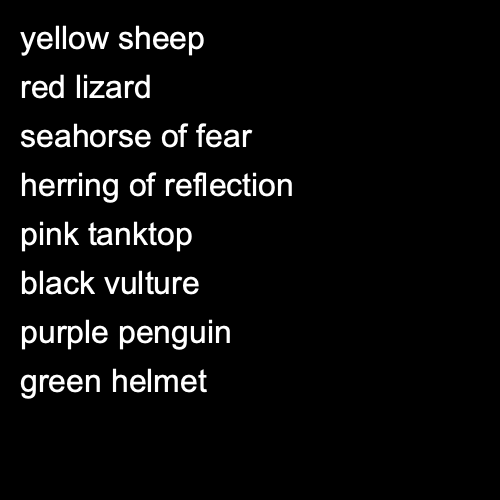 yellow sheep
red lizard
seahorse of fear
herring of reflection
pink tanktop
black vulture
purple penguin
green helmet